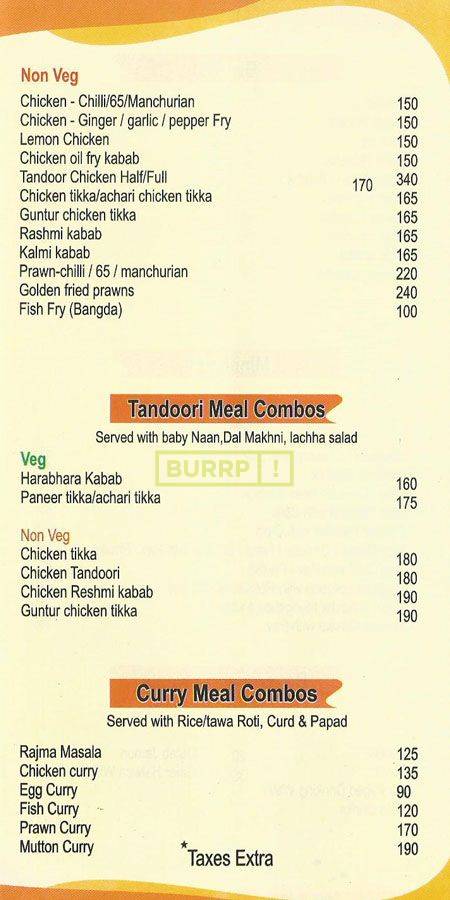 Non Veg
Chicken - Chilli/65/Manchurian 150
Chicken - Ginger / garlic / pepper Fry 150
Lemon Chicken 150
Chicken oil fry kabab 150
Tandoor Chicken Half/Full 170 340
Chicken tikka/achari chicken tikka 165
Guntur chicken tikka 165
Rashmi kabab 165
Kalmi kabab 165
Prawn-chilli / 65 / manchurian 220
Golden fried prawns 240
Fish Fry (Bangda) 100
Tandoori Meal Combos
Served with baby Naan,Dal Makhni, lachha salad
Veg
BURRP!
Harabhara Kabab 160
Paneer tikka/achari tikka 175
Non Veg
Chicken tikka 180
Chicken Tandoori 180
Chicken Reshmi kabab 190
Guntur chicken tikka 190
Curry Meal Combos
Served with Rice/tawa Roti, Curd & Papad
Rajma Masala 125
Chicken curry 135
Egg Curry 90
Fish Curry 120
Prawn Curry 170
Mutton Curry 190
*Taxes Extra